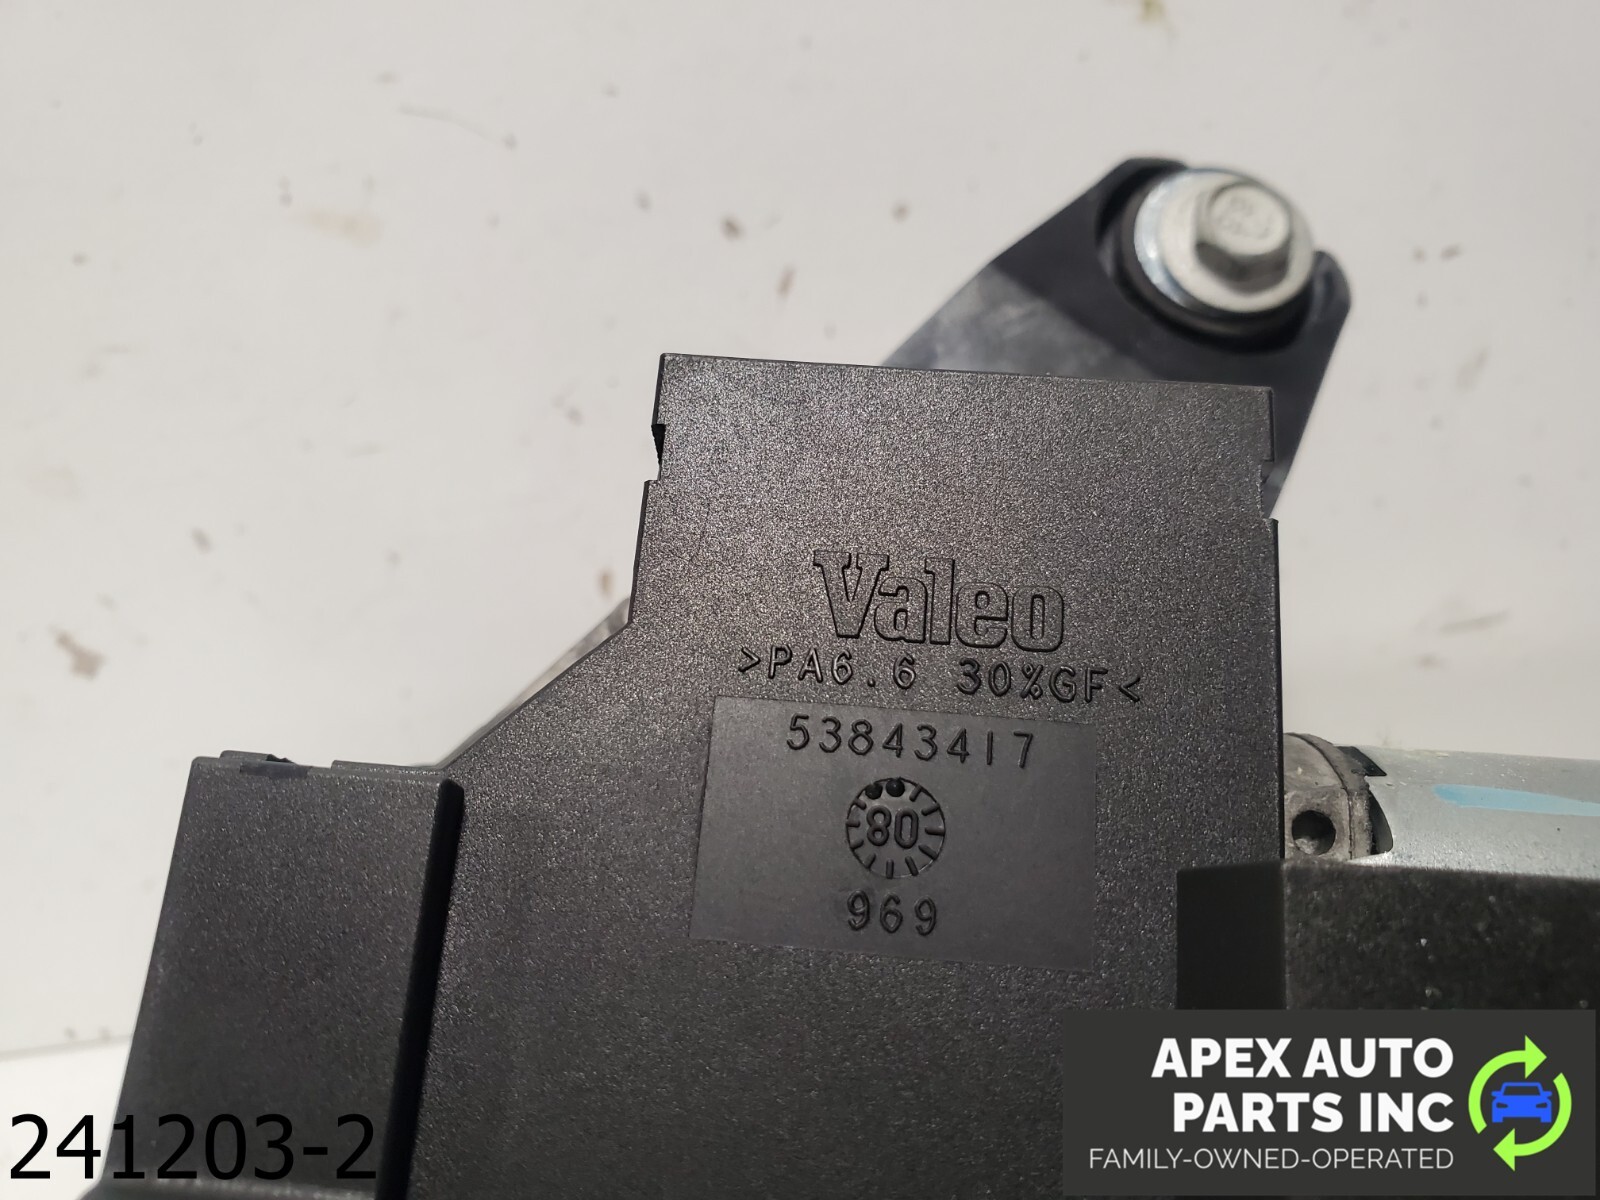 Valeo
>PA6.6 30%GF<
53843417
80
969
241203-2
APEX AUTO
PARTS INC
FAMILY-OWNED-OPERATED